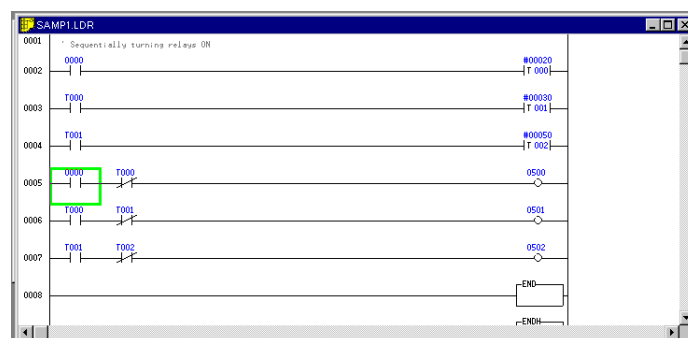 SAMP1.LDR
0001 ' Sequentially turning relays ON
0000 #00020
0002 T 000
T000 #00030
0003 T 001
T001 #00050
0004 T 002
0000 T000 0500
0005
T000 T001 0501
0006
T001 T002 0502
0007
END
0008
ENDH